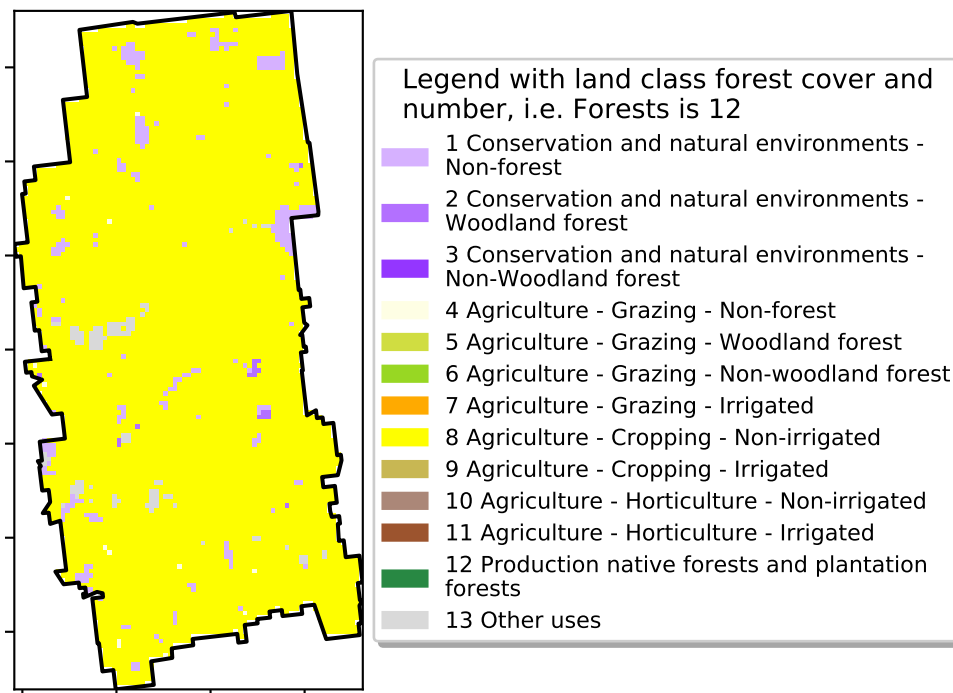 Legend with land class forest cover and
number, i.e. Forests is 12
1 Conservation and natural environments -
Non-forest
2 Conservation and natural environments -
Woodland forest
3 Conservation and natural environments -
Non-Woodland forest
4 Agriculture - Grazing - Non-forest
5 Agriculture - Grazing - Woodland forest
6 Agriculture - Grazing - Non-woodland forest
7 Agriculture - Grazing - Irrigated
8 Agriculture - Cropping - Non-irrigated
9 Agriculture - Cropping - Irrigated
10 Agriculture - Horticulture - Non-irrigated
11 Agriculture - Horticulture - Irrigated
12 Production native forests and plantation
forests
13 Other uses